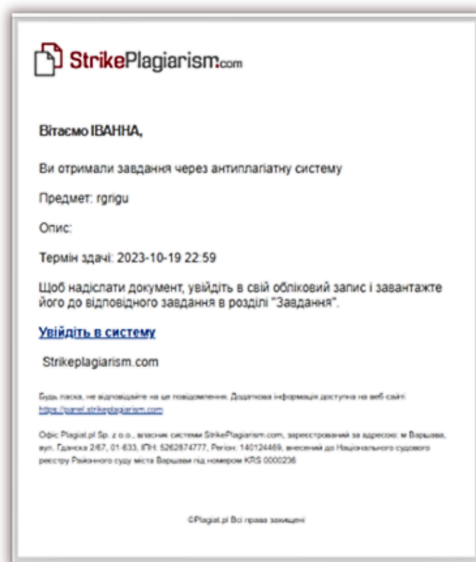 StrikePlagiarism.com
Вітаємо ІВАННА,
Ви отримали завдання через антиплагіатну систему
Предмет: rgrigu
Опис:
Термін здачі: 2023-10-19 22:59
Щоб надіслати документ, увійдіть в свій обліковий запис і завантажте
його до відповідного завдання в розділі "Завдання".
Увійдіть в систему
Strikeplagiarism.com
Будь ласка, не відповідайте на це повідомлення. Додаткова інформація доступна на веб-сайті
https://panel.strikeplagiarism.com
Офіс Plagiat.pl Sp. z o.o., власник системи StrikePlagiarism.com, зареєстрований за адресою: м Варшава,
вул. Гданска 2/67, 01-633, ІПН: 5262874777, Регіон: 140124469, внесений до Національного судового
реєстру Районного суду міста Варшави під номером KRS 0000236
©Plagiat.pl Всі права захищені